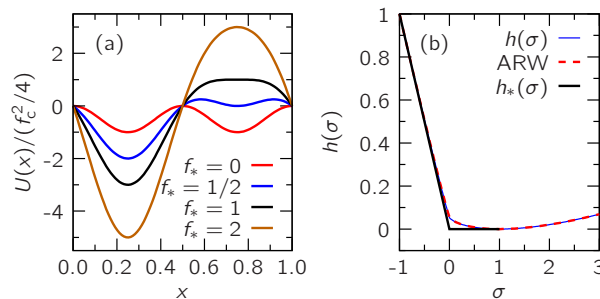 (a)
U(x)/(f_c^2/4)
2
0
-2
-4
f_* = 0
f_* = 1/2
f_* = 1
f_* = 2
0.0 0.2 0.4 0.6 0.8 1.0
x
(b)
h(σ)
ARW
h_*(σ)
h(σ)
1
0.8
0.6
0.4
0.2
0
-1 0 1 2 3
σ